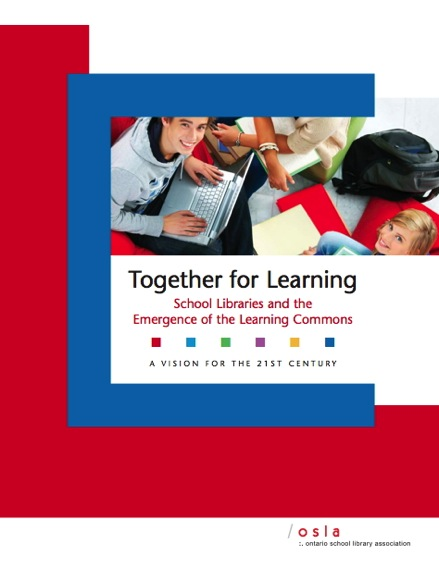 Together for Learning
School Libraries and the
Emergence of the Learning Commons
A VISION FOR THE 21ST CENTURY
/osla
:. ontario school library association